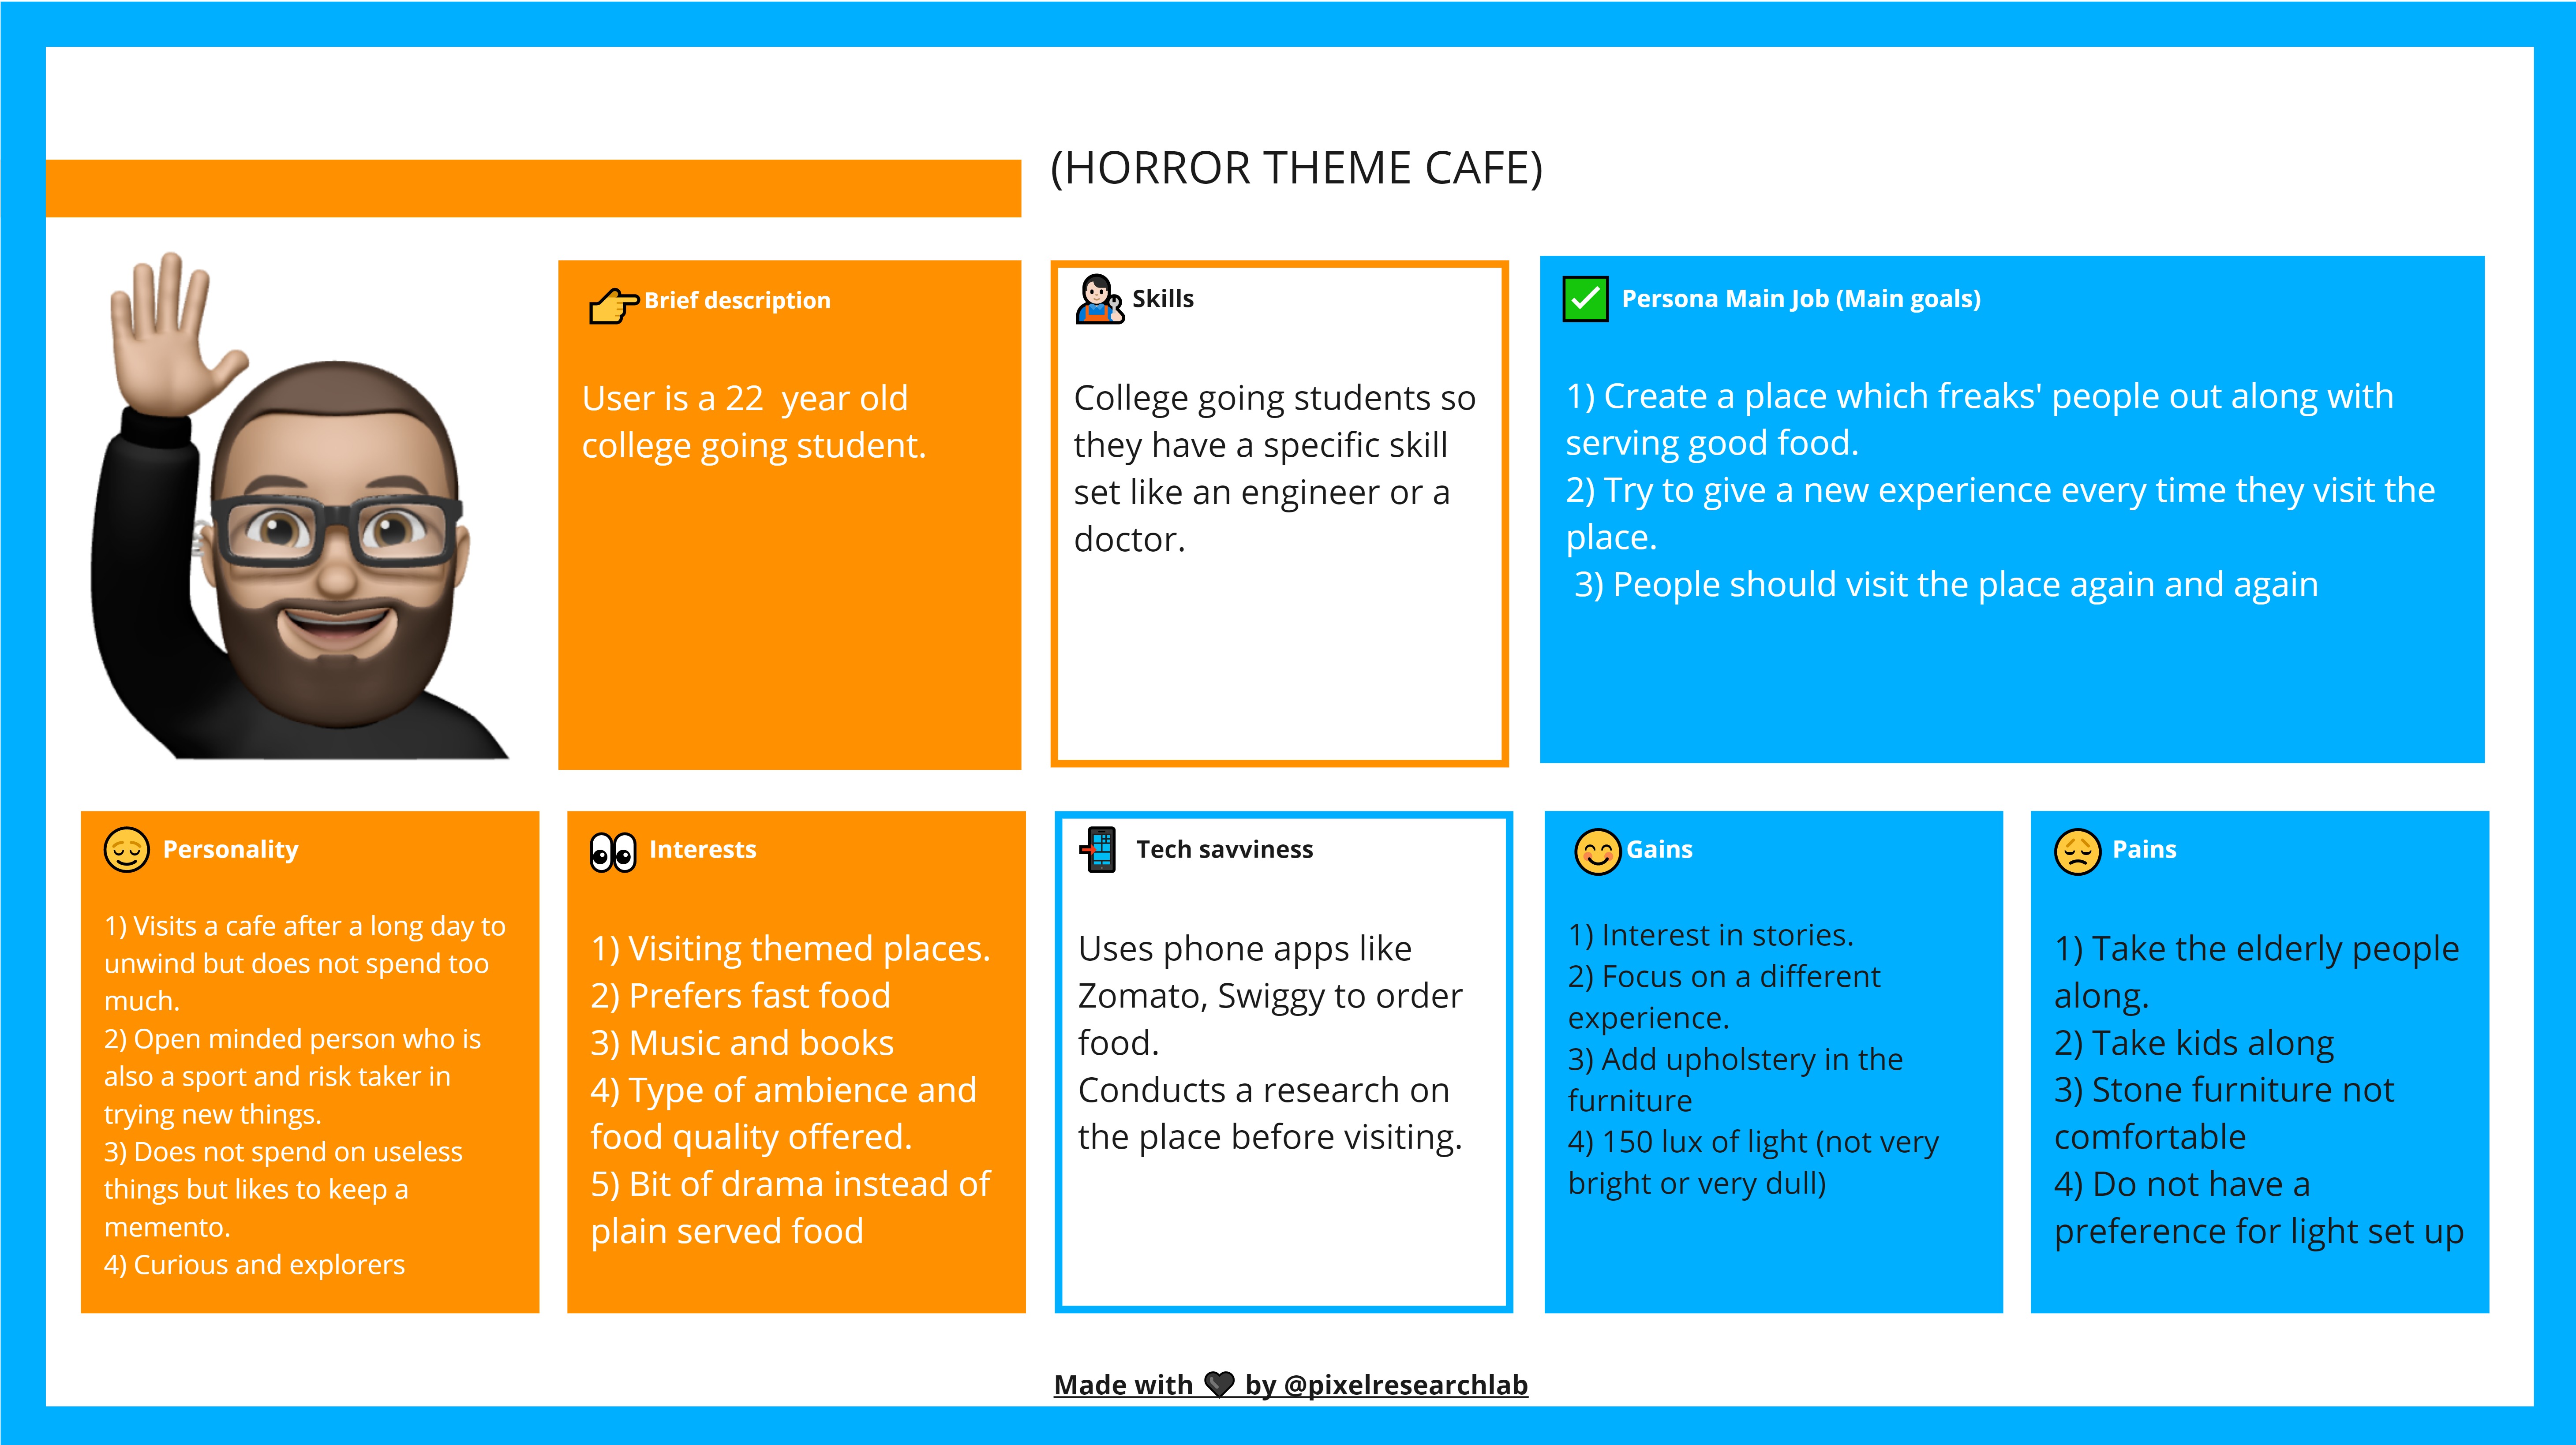 (HORROR THEME CAFE)
Brief description
User is a 22  year old
college going student.
Skills
College going students so
they have a specific skill
set like an engineer or a
doctor.
Persona Main Job (Main goals)
1) Create a place which freaks' people out along with
serving good food.
2) Try to give a new experience every time they visit the
place.
3) People should visit the place again and again
Personality
1) Visits a cafe after a long day to
unwind but does not spend too
much.
2) Open minded person who is
also a sport and risk taker in
trying new things.
3) Does not spend on useless
things but likes to keep a
memento.
4) Curious and explorers
Interests
1) Visiting themed places.
2) Prefers fast food
3) Music and books
4) Type of ambience and
food quality offered.
5) Bit of drama instead of
plain served food
Tech savviness
Uses phone apps like
Zomato, Swiggy to order
food.
Conducts a research on
the place before visiting.
Gains
1) Interest in stories.
2) Focus on a different
experience.
3) Add upholstery in the
furniture
4) 150 lux of light (not very
bright or very dull)
Pains
1) Take the elderly people
along.
2) Take kids along
3) Stone furniture not
comfortable
4) Do not have a
preference for light set up
Made with 🖤 by @pixelresearchlab